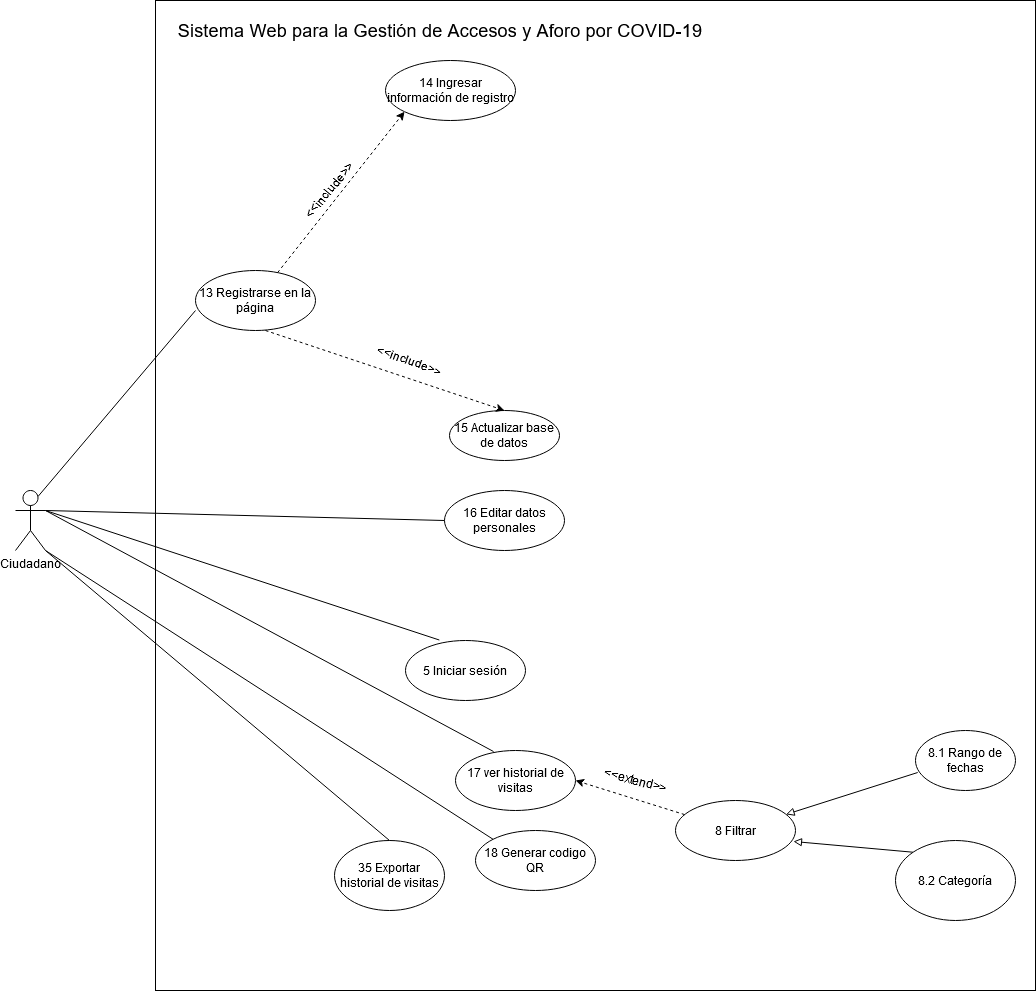 Sistema Web para la Gestión de Accesos y Aforo por COVID-19
14 Ingresar
información de registro
<<include>>
13 Registrarse en la
página
<<include>>
15 Actualizar base
de datos
16 Editar datos
personales
Ciudadano
5 Iniciar sesión
17 ver historial de
visitas
<<extend>>
8.1 Rango de
fechas
8 Filtrar
18 Generar codigo
QR
35 Exportar
historial de visitas
8.2 Categoría